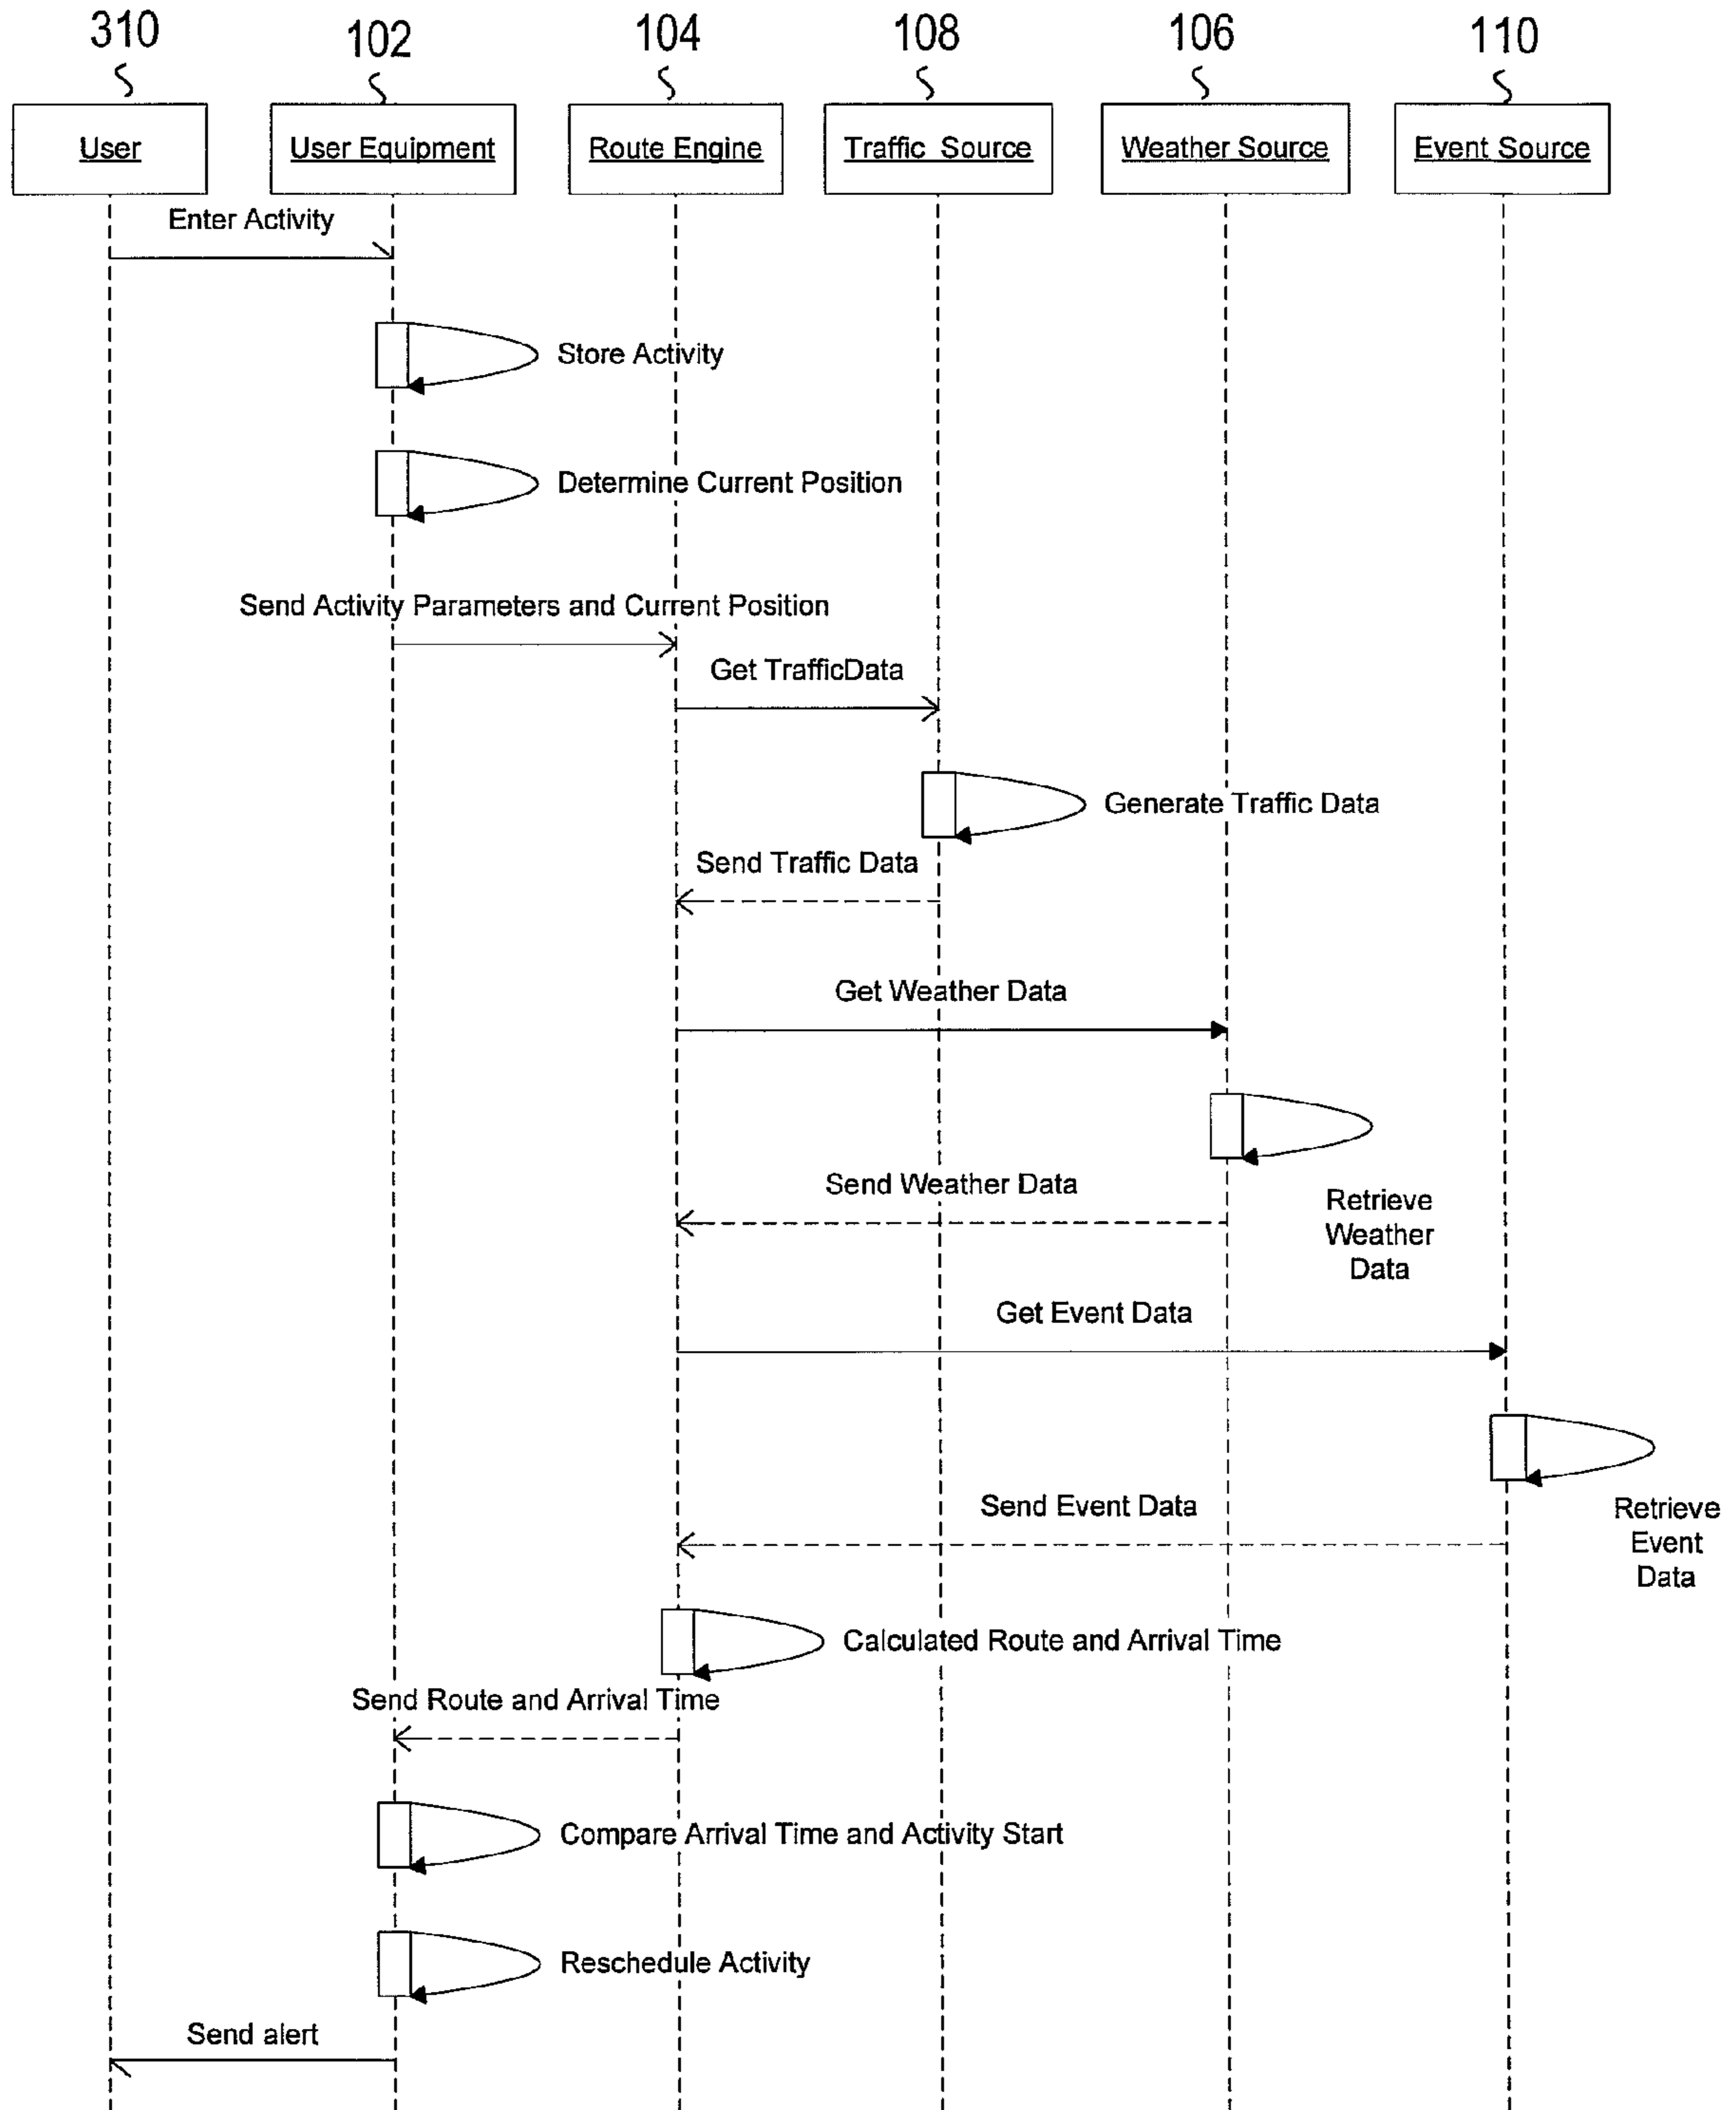 310
102
104
108
106
110
User
User Equipment
Route Engine
Traffic Source
Weather Source
Event Source
Enter Activity
Store Activity
Determine Current Position
Send Activity Parameters and Current Position
Get TrafficData
Generate Traffic Data
Send Traffic Data
Get Weather Data
Send Weather Data
Retrieve
Weather
Data
Get Event Data
Send Event Data
Retrieve
Event
Data
Calculated Route and Arrival Time
Send Route and Arrival Time
Compare Arrival Time and Activity Start
Reschedule Activity
Send alert